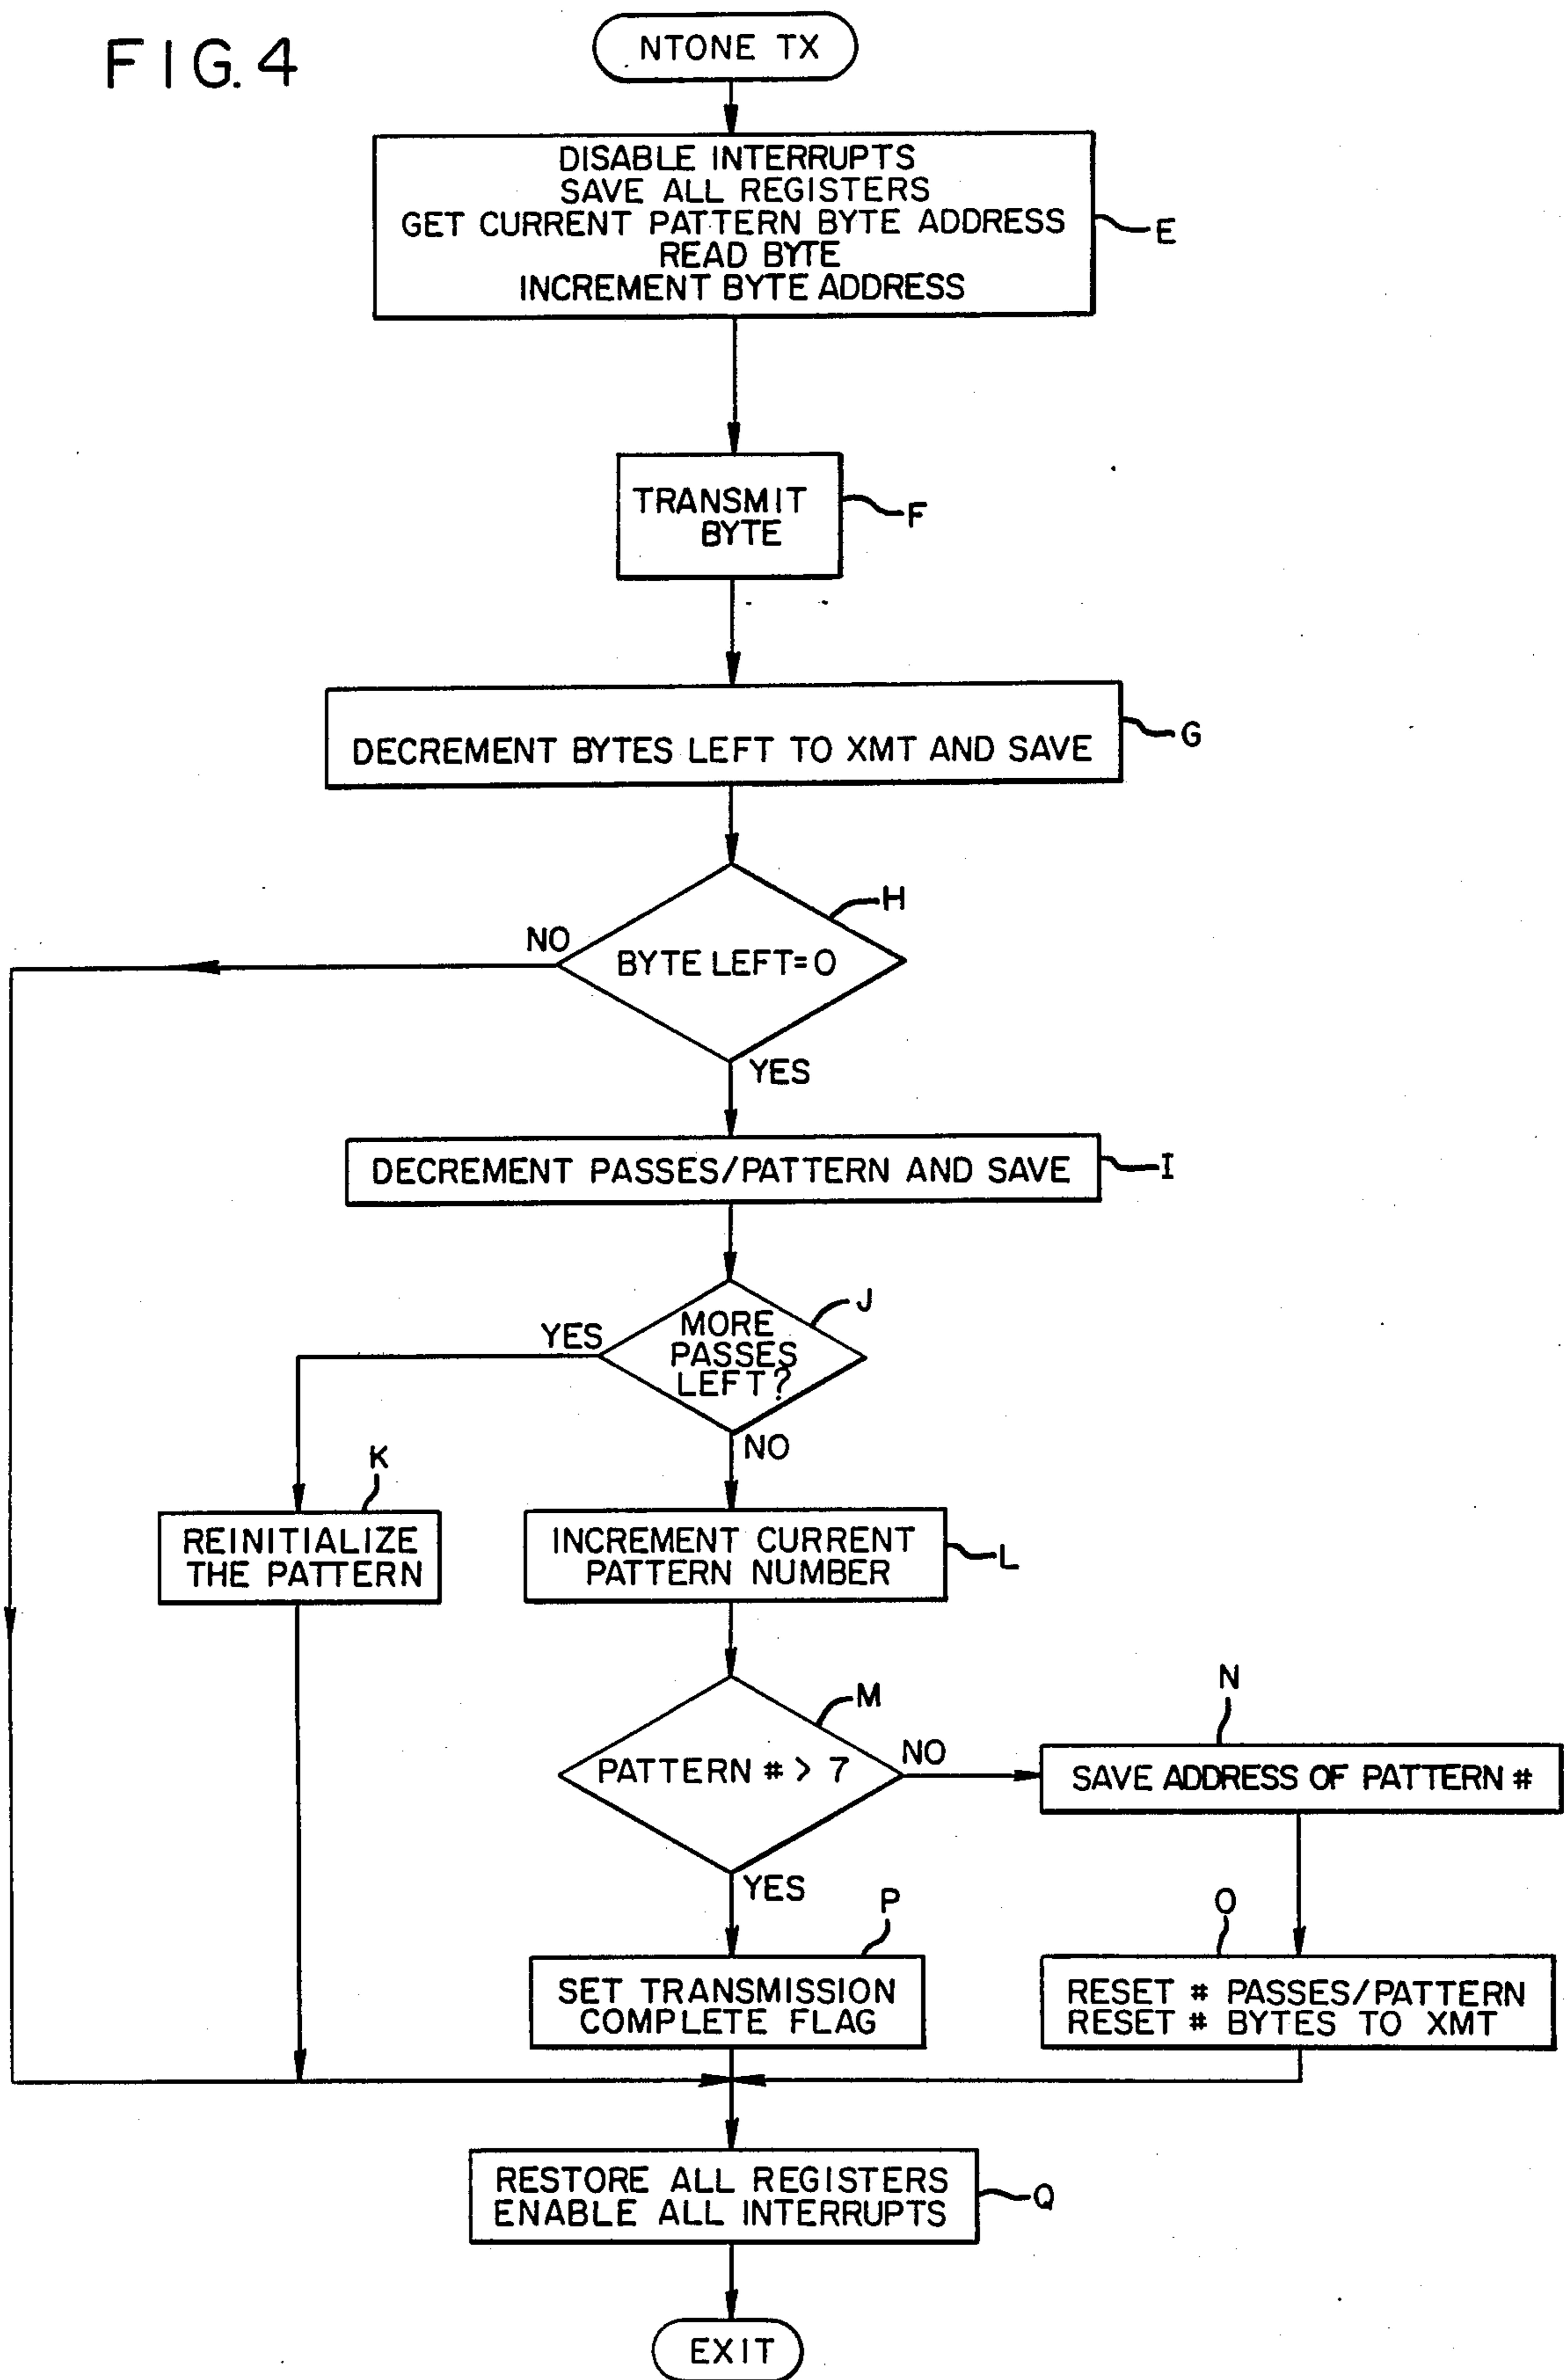 FIG. 4
NTONE TX
DISABLE INTERRUPTS
SAVE ALL REGISTERS
GET CURRENT PATTERN BYTE ADDRESS
READ BYTE
INCREMENT BYTE ADDRESS
E
TRANSMIT
BYTE
F
DECREMENT BYTES LEFT TO XMT AND SAVE
G
H
NO
BYTE LEFT=0
YES
DECREMENT PASSES/PATTERN AND SAVE
I
J
YES
MORE
PASSES
LEFT?
NO
K
REINITIALIZE
THE PATTERN
INCREMENT CURRENT
PATTERN NUMBER
L
M
PATTERN # > 7
NO
N
SAVE ADDRESS OF PATTERN #
YES
P
SET TRANSMISSION
COMPLETE FLAG
O
RESET # PASSES/PATTERN
RESET # BYTES TO XMT
RESTORE ALL REGISTERS
ENABLE ALL INTERRUPTS
Q
EXIT